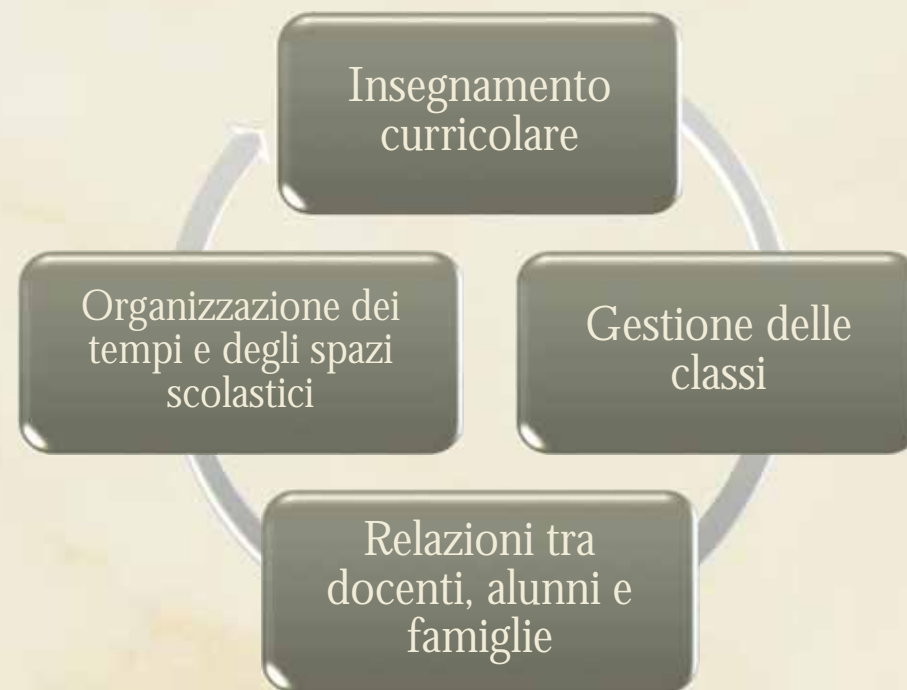 Insegnamento
curricolare
Gestione delle
classi
Relazioni tra
docenti, alunni e
famiglie
Organizzazione dei
tempi e degli spazi
scolastici